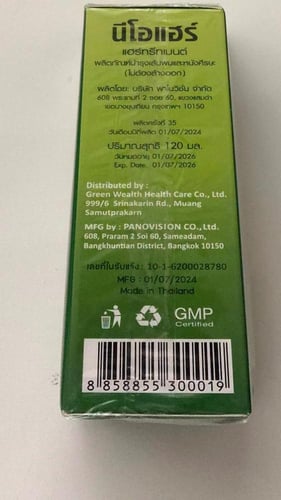 นีโอแฮร์
แฮร์ทรีทเมนต์
ผลิตภัณฑ์บำรุงเส้นผมและหนังศีรษะ
(ไม่ต้องล้างออก)
ผลิตโดย: บริษัท พาโนวิชั่น จำกัด
608 พระรามที่ 2 ซอย 60, แขวงแสมดำ
เขตบางขุนเทียน กรุงเทพฯ 10150
ผลิตครั้งที่ 35
วันเดือนปีที่ผลิต 01/07/2024
ปริมาณสุทธิ 120 มล.
วันหมดอายุ 01/07/2026
Exp. Date 01/07/2026
Distributed by :
Green Wealth Health Care Co., Ltd.
999/6 Srinakarin Rd., Muang
Samutprakarn
MFG by : PANOVISION CO., Ltd.
608, Praram 2 Soi 60, Sameadam,
Bangkhuntian District, Bangkok 10150
เลขที่ใบรับแจ้ง: 10-1-6200028780
MFG : 01/07/2024
Made in Thailand
GMP
Certified
8 858855 300019